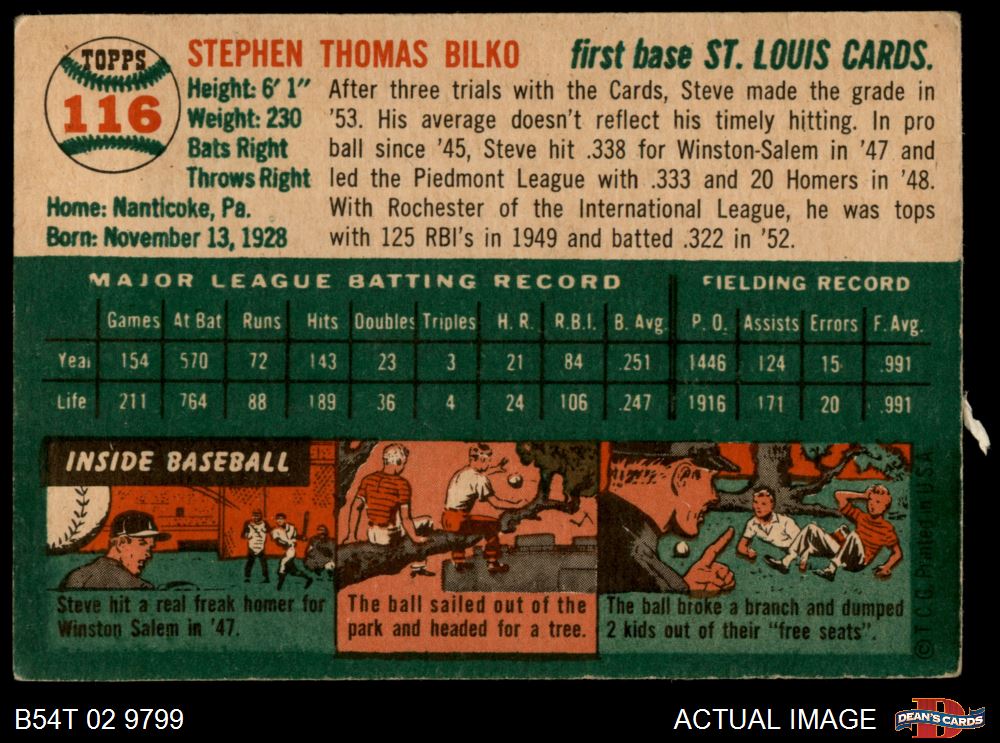 TOPPS
116
STEPHEN THOMAS BILKO first base ST. LOUIS CARDS.
Height: 6' 1"
Weight: 230
Bats Right
Throws Right
Home: Nanticoke, Pa.
Born: November 13, 1928
After three trials with the Cards, Steve made the grade in
'53. His average doesn't reflect his timely hitting. In pro
ball since '45, Steve hit .338 for Winston-Salem in '47 and
led the Piedmont League with .333 and 20 Homers in '48.
With Rochester of the International League, he was tops
with 125 RBI's in 1949 and batted .322 in '52.
MAJOR LEAGUE BATTING RECORD FIELDING RECORD
Games At Bat Runs Hits Doubles Triples H. R. R.B.I. B. Avg. P. O. Assists Errors F. Avg.
Year 154 570 72 143 23 3 21 84 .251 1446 124 15 .991
Life 211 764 88 189 36 4 24 106 .247 1916 171 20 .991
INSIDE BASEBALL
Steve hit a real freak homer for
Winston Salem in '47.
The ball sailed out of the
park and headed for a tree.
The ball broke a branch and dumped
2 kids out of their "free seats".
© T.C.G. Printed in U.S.A.
B54T 02 9799
ACTUAL IMAGE
D
DEAN'S CARDS